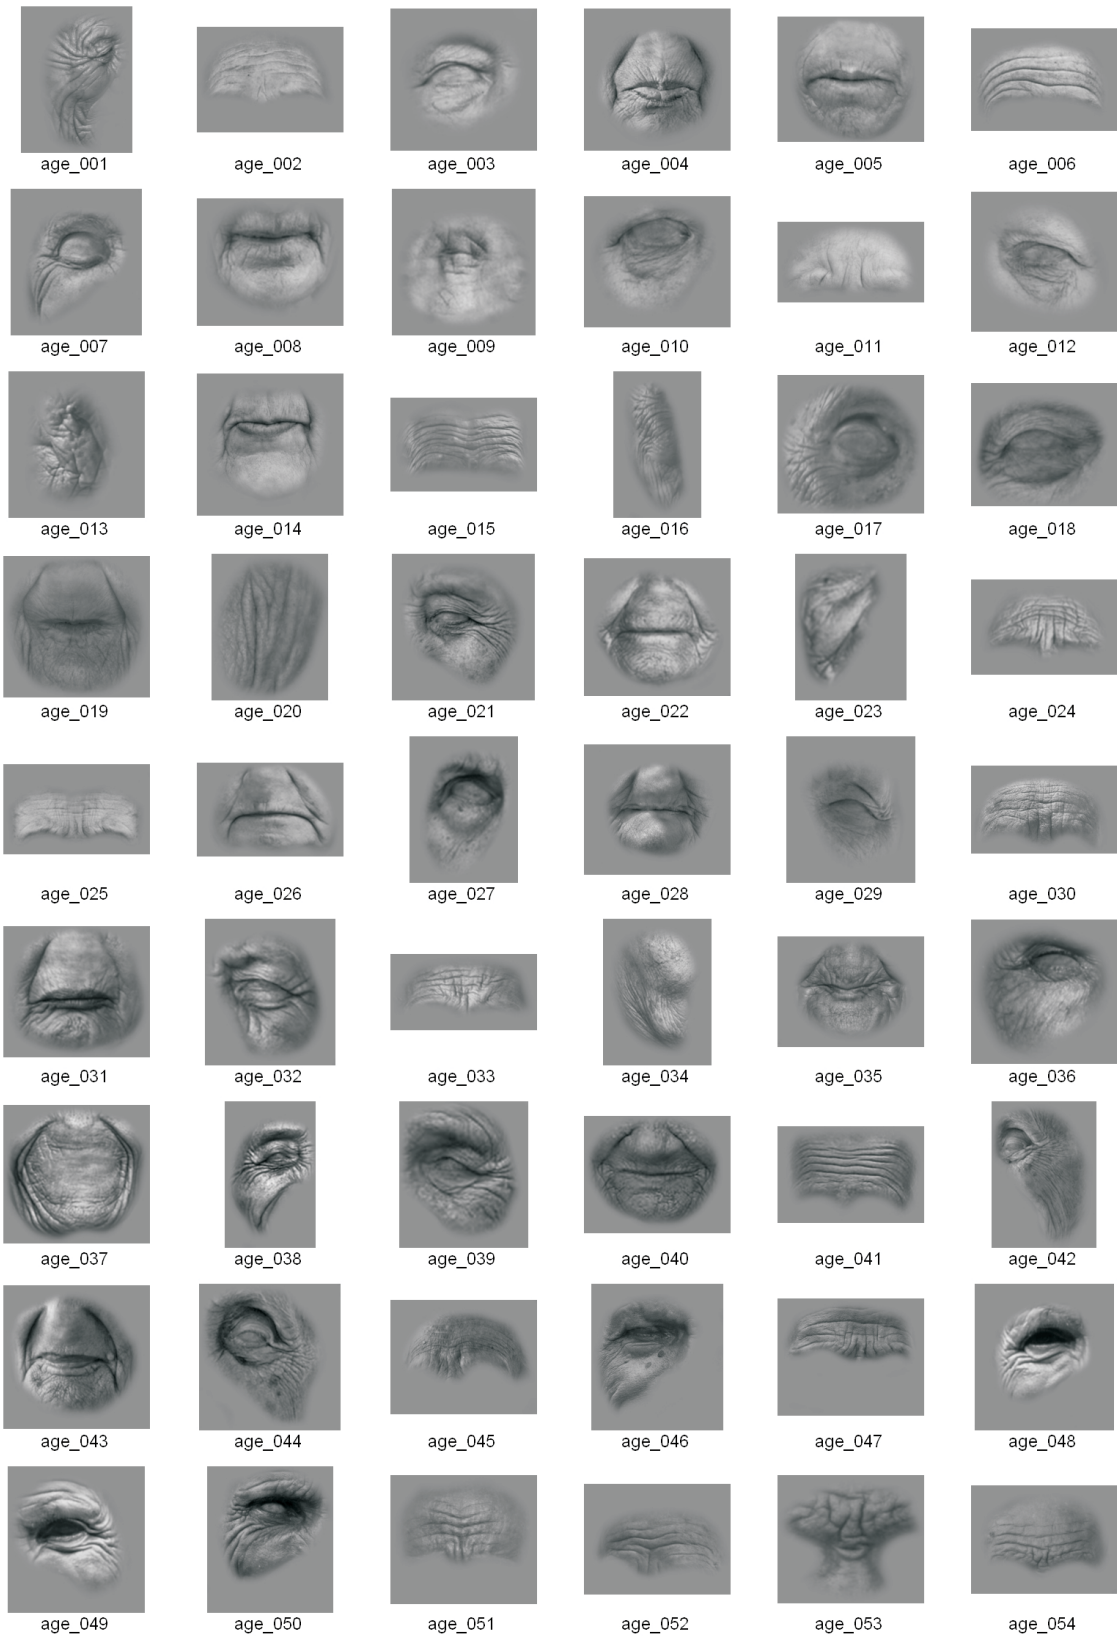 age_001 age_002 age_003 age_004 age_005 age_006
age_007 age_008 age_009 age_010 age_011 age_012
age_013 age_014 age_015 age_016 age_017 age_018
age_019 age_020 age_021 age_022 age_023 age_024
age_025 age_026 age_027 age_028 age_029 age_030
age_031 age_032 age_033 age_034 age_035 age_036
age_037 age_038 age_039 age_040 age_041 age_042
age_043 age_044 age_045 age_046 age_047 age_048
age_049 age_050 age_051 age_052 age_053 age_054